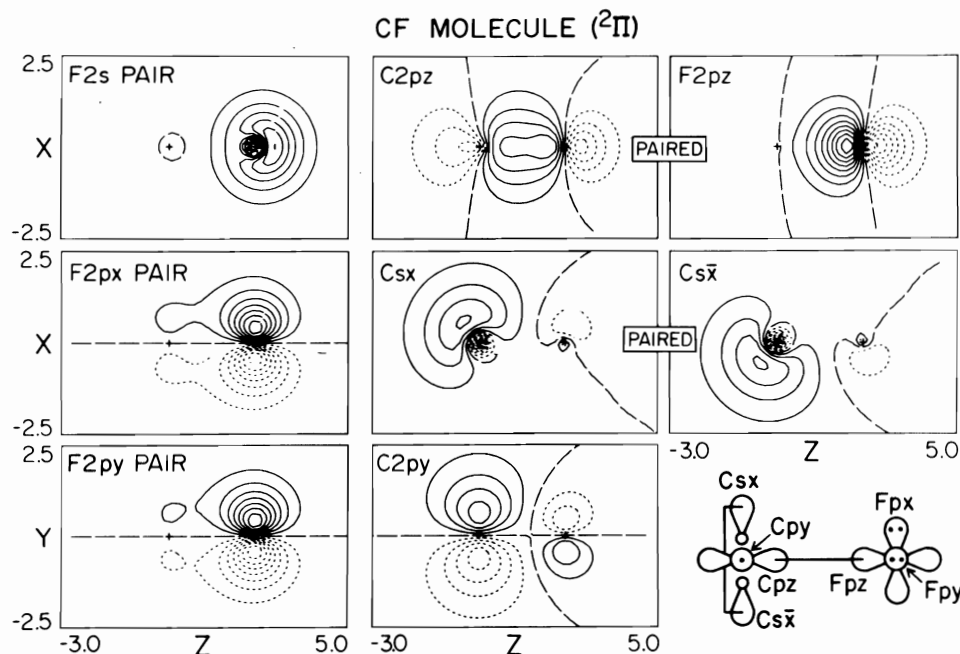 CF MOLECULE (²Π)
2.5
X
-2.5
F2s PAIR
C2pz
PAIRED
F2pz
2.5
X
-2.5
F2px PAIR
Csx
PAIRED
Csx̄
2.5
Y
-2.5
F2py PAIR
C2py
-3.0 Z 5.0
-3.0 Z 5.0
-3.0 Z 5.0
Csx
Cpy
Cpz
Csx̄
Fpx
Fpz
Fpy